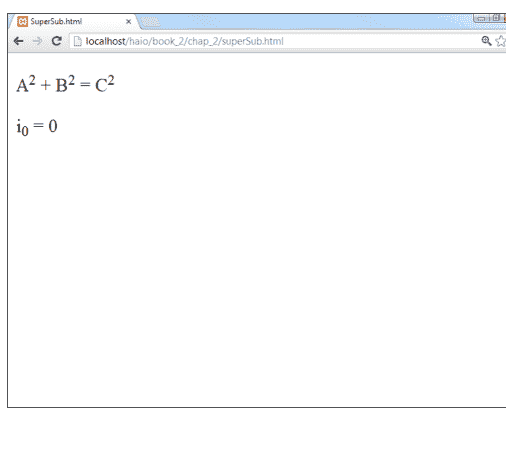 SuperSub.html
localhost/haio/book_2/chap_2/superSub.html
A² + B² = C²
i₀ = 0